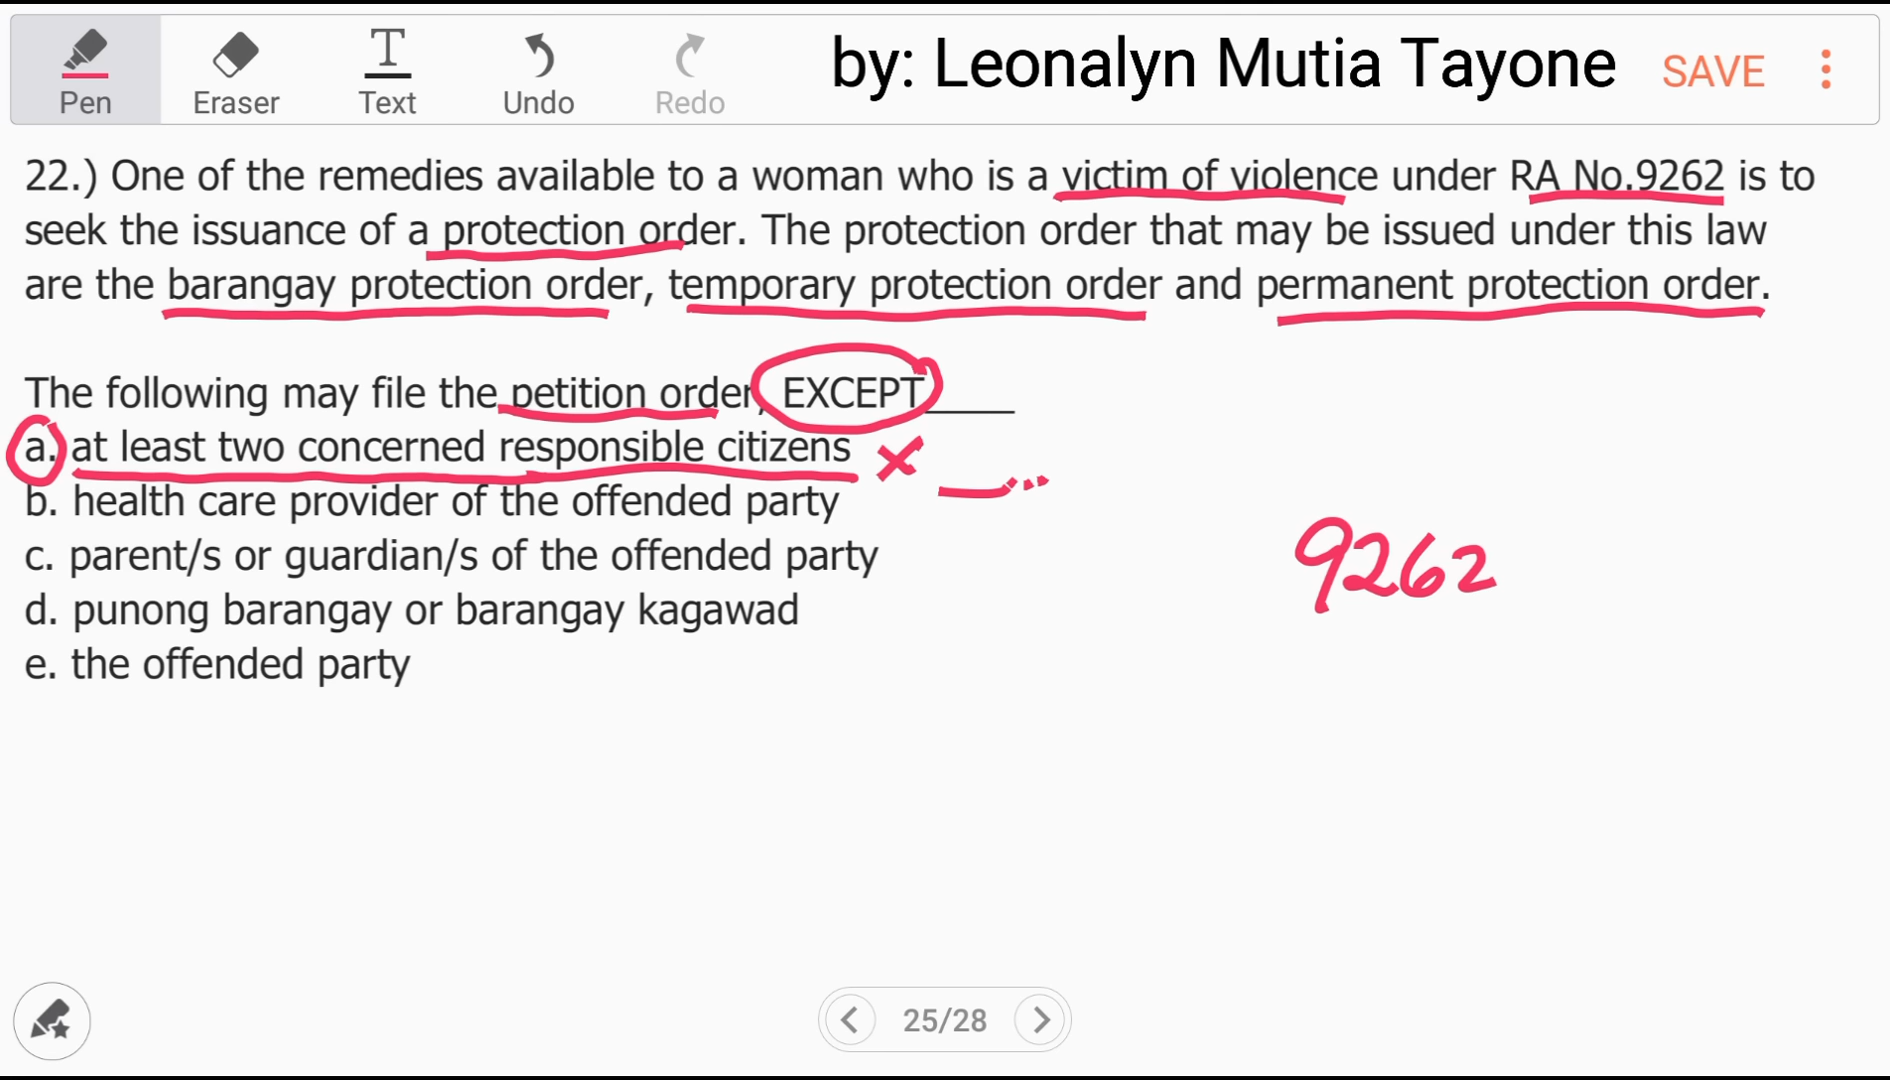 Pen
Eraser
Text
Undo
Redo
by: Leonalyn Mutia Tayone
SAVE
22.) One of the remedies available to a woman who is a victim of violence under RA No.9262 is to
seek the issuance of a protection order. The protection order that may be issued under this law
are the barangay protection order, temporary protection order and permanent protection order.
The following may file the petition order, EXCEPT____
a. at least two concerned responsible citizens
b. health care provider of the offended party
c. parent/s or guardian/s of the offended party
d. punong barangay or barangay kagawad
e. the offended party
9262
25/28